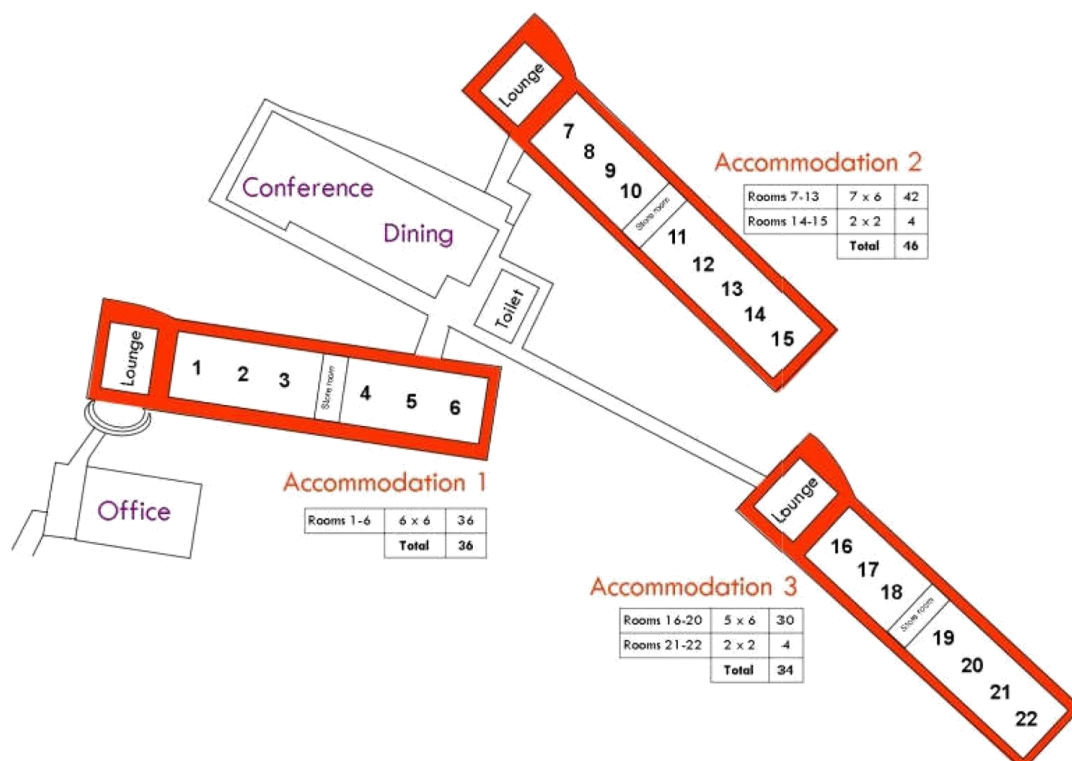 Lounge
7
8
9
10
Store room
11
12
13
14
15
Accommodation 2
Rooms 7-13 7 x 6 42
Rooms 14-15 2 x 2 4
Total 46
Conference
Dining
Toilet
Lounge
1 2 3
Store room
4 5 6
Accommodation 1
Rooms 1-6 6 x 6 36
Total 36
Office
Lounge
16
17
18
Store room
19
20
21
22
Accommodation 3
Rooms 16-20 5 x 6 30
Rooms 21-22 2 x 2 4
Total 34